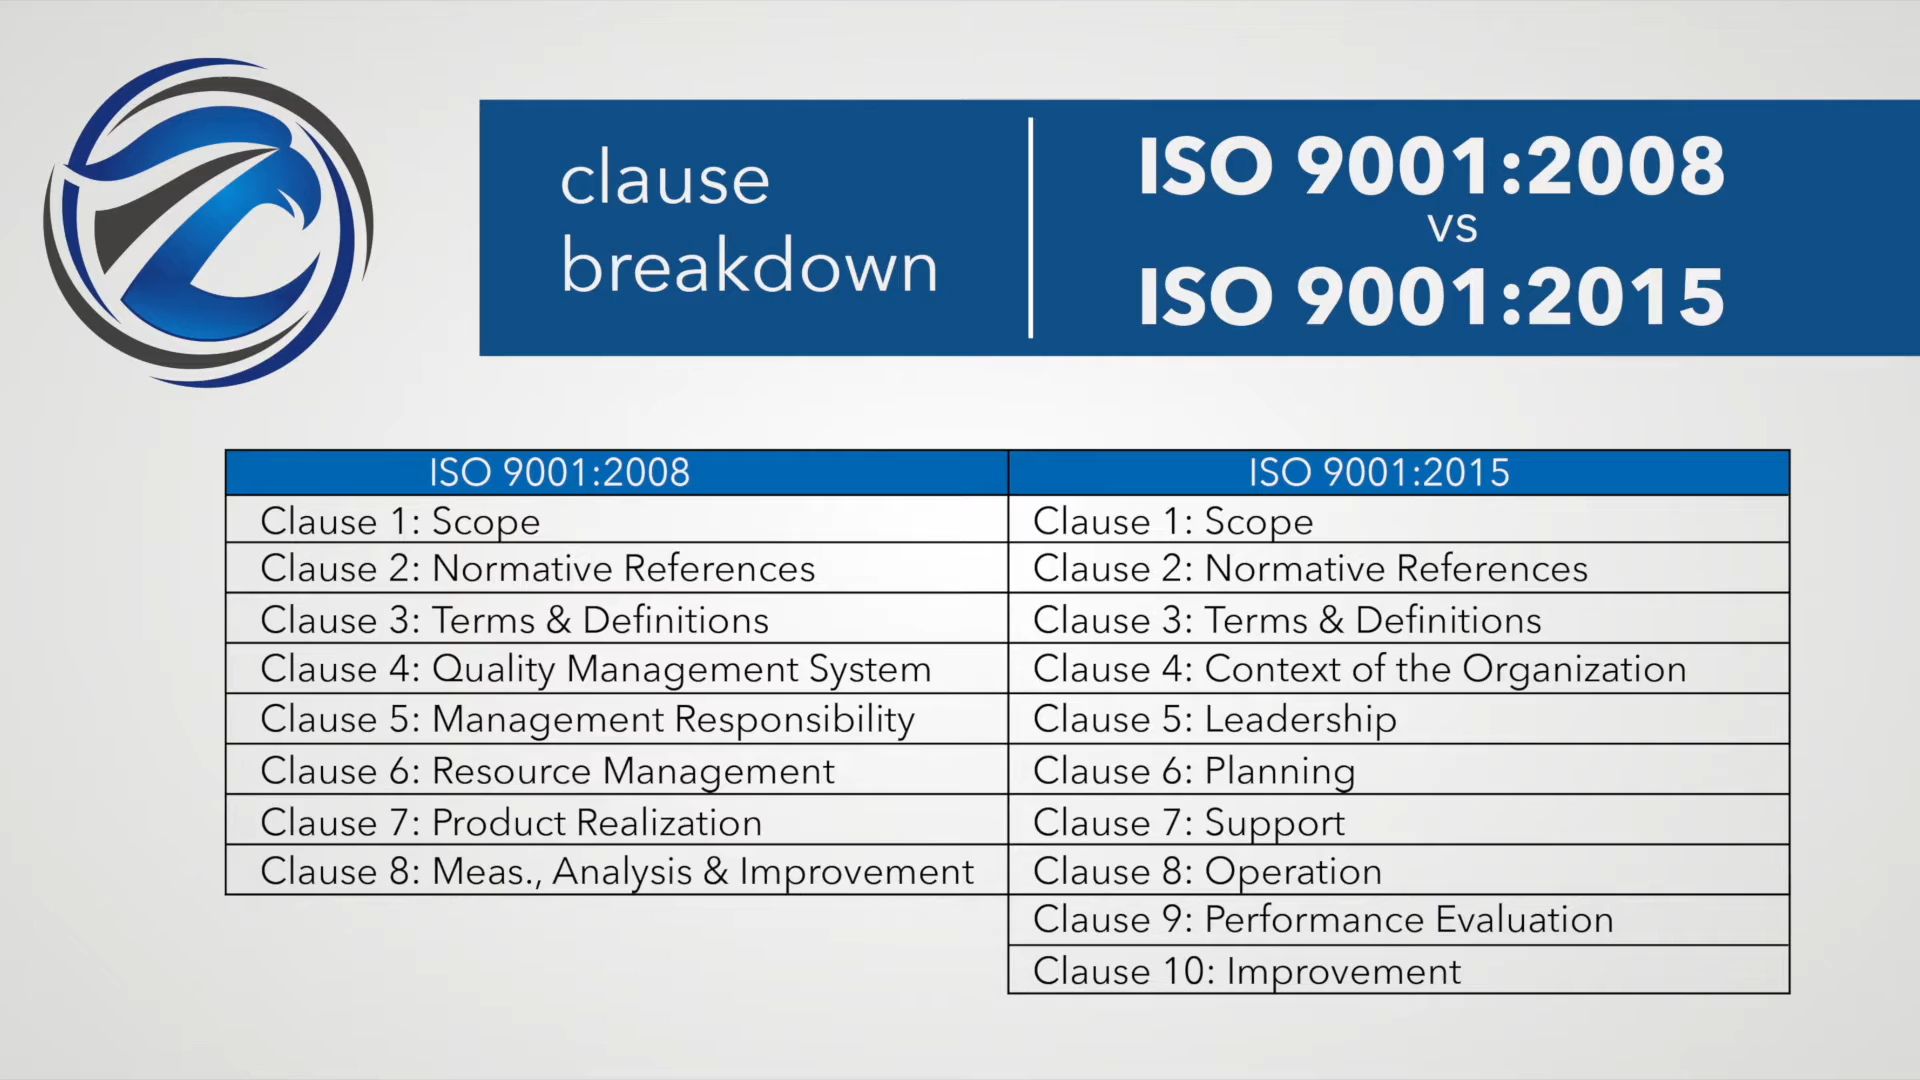 clause
breakdown
ISO 9001:2008
vs
ISO 9001:2015
ISO 9001:2008 ISO 9001:2015
Clause 1: Scope Clause 1: Scope
Clause 2: Normative References Clause 2: Normative References
Clause 3: Terms & Definitions Clause 3: Terms & Definitions
Clause 4: Quality Management System Clause 4: Context of the Organization
Clause 5: Management Responsibility Clause 5: Leadership
Clause 6: Resource Management Clause 6: Planning
Clause 7: Product Realization Clause 7: Support
Clause 8: Meas., Analysis & Improvement Clause 8: Operation
Clause 9: Performance Evaluation
Clause 10: Improvement